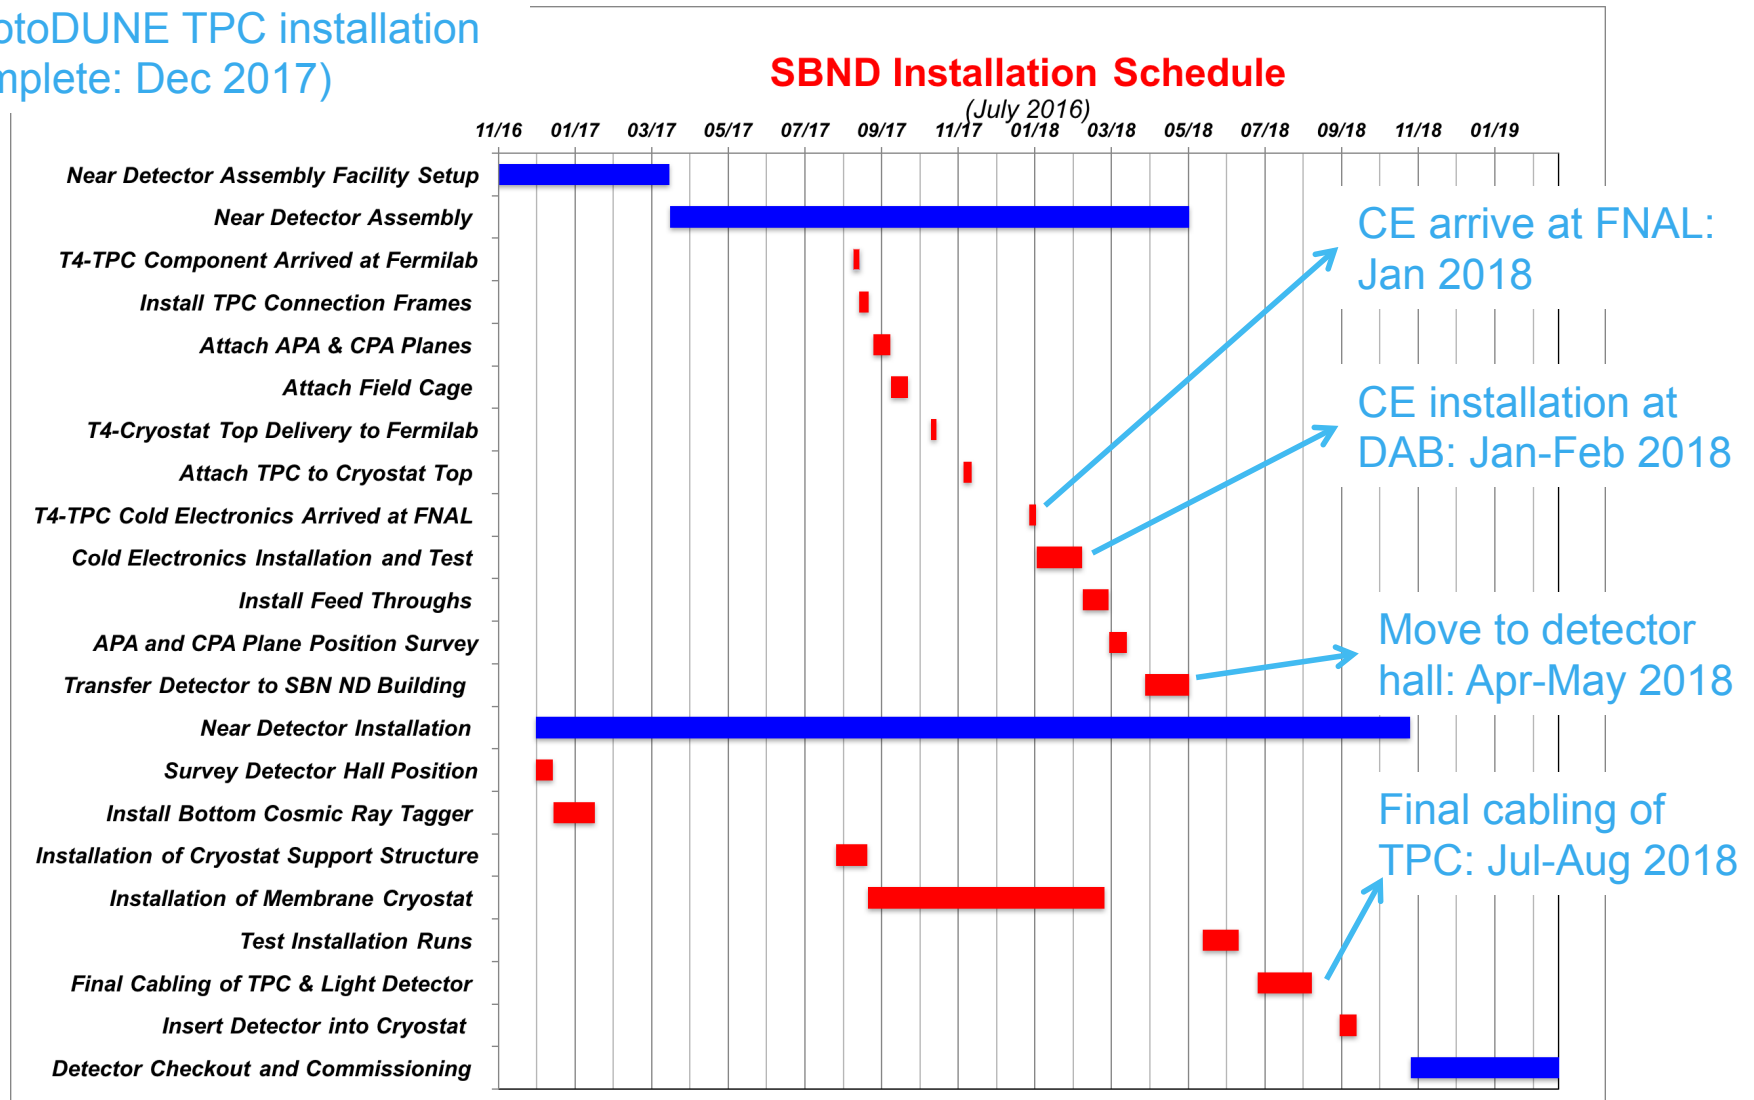 otoDUNE TPC installation
mplete: Dec 2017)
SBND Installation Schedule
(July 2016)
11/16 01/17 03/17 05/17 07/17 09/17 11/17 01/18 03/18 05/18 07/18 09/18 11/18 01/19
Near Detector Assembly Facility Setup
Near Detector Assembly
T4-TPC Component Arrived at Fermilab
Install TPC Connection Frames
Attach APA & CPA Planes
Attach Field Cage
T4-Cryostat Top Delivery to Fermilab
Attach TPC to Cryostat Top
T4-TPC Cold Electronics Arrived at FNAL
Cold Electronics Installation and Test
Install Feed Throughs
APA and CPA Plane Position Survey
Transfer Detector to SBN ND Building
Near Detector Installation
Survey Detector Hall Position
Install Bottom Cosmic Ray Tagger
Installation of Cryostat Support Structure
Installation of Membrane Cryostat
Test Installation Runs
Final Cabling of TPC & Light Detector
Insert Detector into Cryostat
Detector Checkout and Commissioning
CE arrive at FNAL:
Jan 2018
CE installation at
DAB: Jan-Feb 2018
Move to detector
hall: Apr-May 2018
Final cabling of
TPC: Jul-Aug 2018